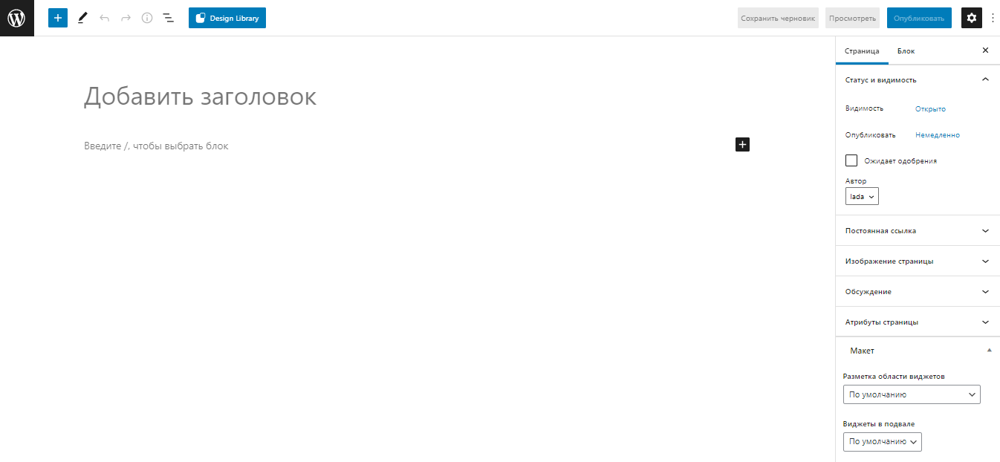 Design Library
Сохранить черновик
Просмотреть
Опубликовать
Страница
Блок
Статус и видимость
Добавить заголовок
Видимость
Открыто
Опубликовать
Немедленно
Введите /, чтобы выбрать блок
Ожидает одобрения
Автор
lada
Постоянная ссылка
Изображение страницы
Обсуждение
Атрибуты страницы
Макет
Разметка области виджетов
По умолчанию
Виджеты в подвале
По умолчанию